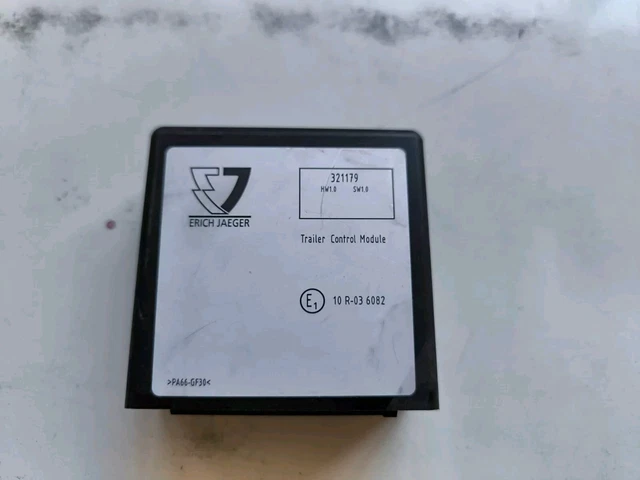 ERICH JAEGER
321179
HW1.0 SW1.0
Trailer Control Module
E1 10 R-03 6082
>PA66-GF30<